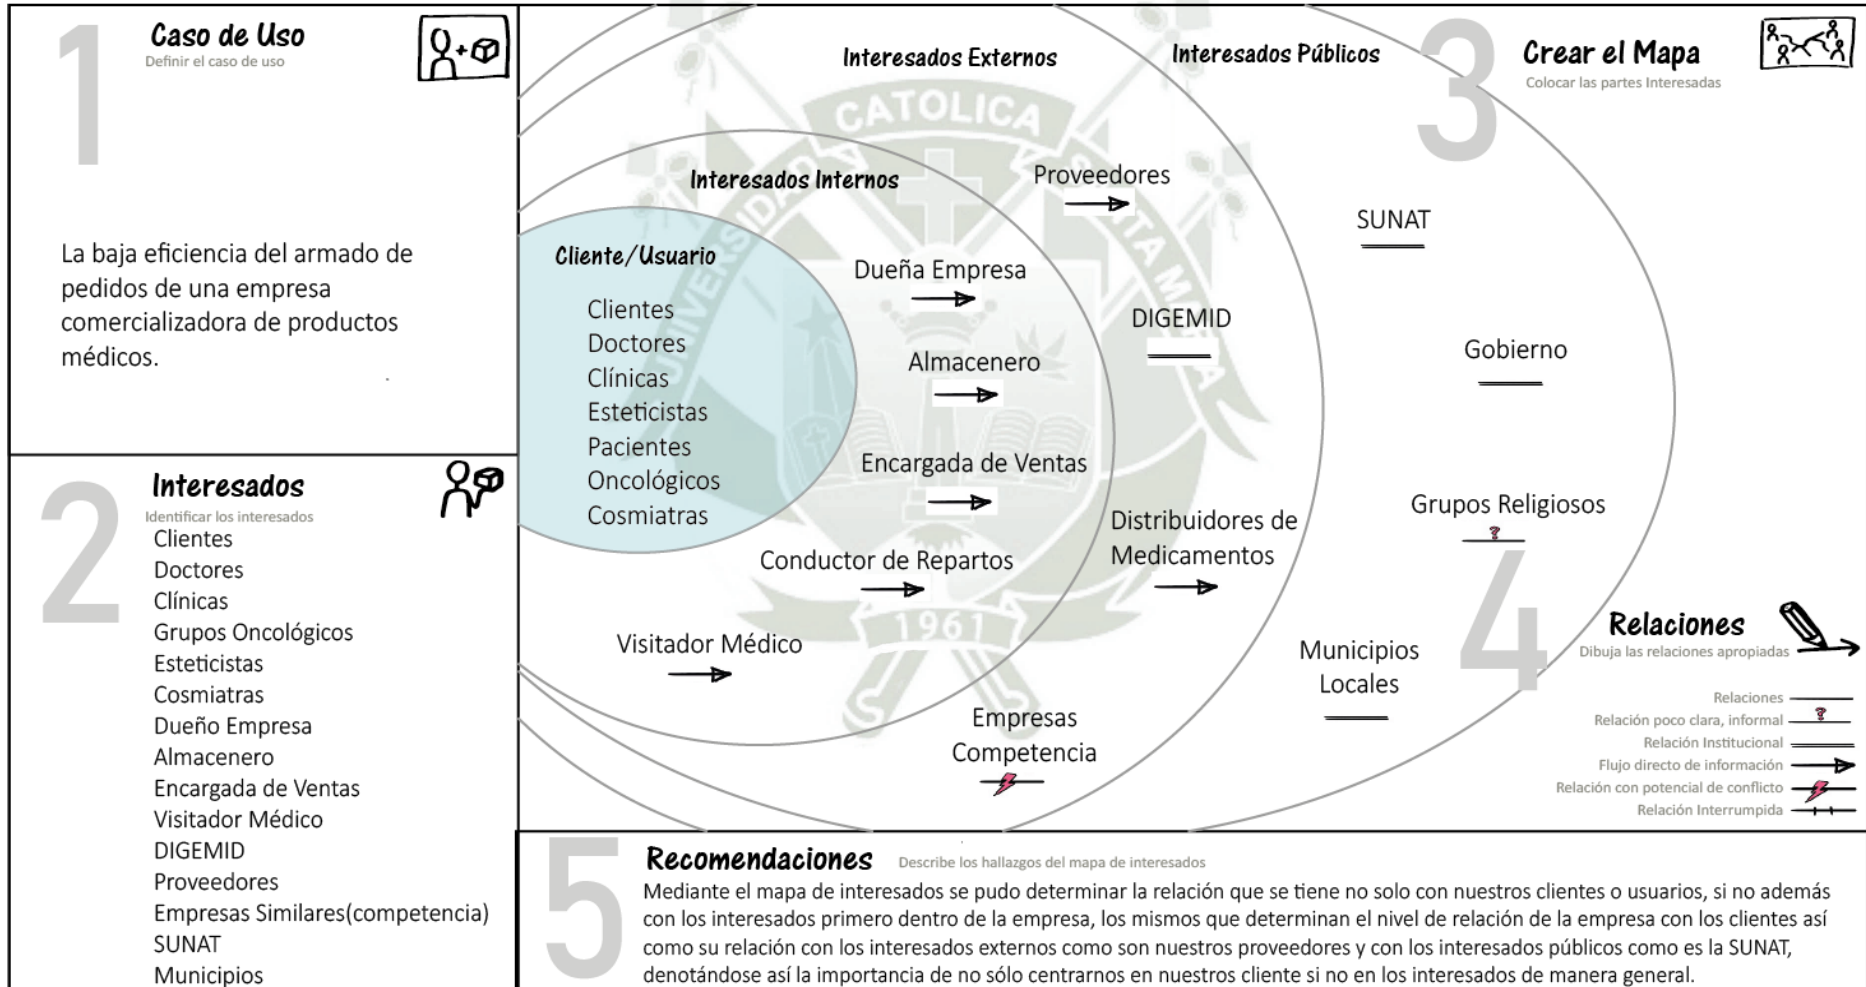 1
Caso de Uso
Definir el caso de uso
La baja eficiencia del armado de
pedidos de una empresa
comercializadora de productos
médicos.
2
Interesados
Identificar los interesados
Clientes
Doctores
Clínicas
Grupos Oncológicos
Esteticistas
Cosmiatras
Dueño Empresa
Almacenero
Encargada de Ventas
Visitador Médico
DIGEMID
Proveedores
Empresas Similares(competencia)
SUNAT
Municipios
3
Crear el Mapa
Colocar las partes Interesadas
Interesados Externos
Interesados Públicos
Interesados Internos
Cliente/Usuario
Clientes
Doctores
Clínicas
Esteticistas
Pacientes
Oncológicos
Cosmiatras
Dueña Empresa
Almacenero
Encargada de Ventas
Conductor de Repartos
Visitador Médico
Proveedores
DIGEMID
Distribuidores de
Medicamentos
Empresas
Competencia
SUNAT
Gobierno
Grupos Religiosos
?
Municipios
Locales
UNIVERSIDAD
CATOLICA
SANTA MARIA
1961
4
Relaciones
Dibuja las relaciones apropiadas
Relaciones
Relación poco clara, informal ?
Relación Institucional
Flujo directo de información
Relación con potencial de conflicto
Relación Interrumpida
5
Recomendaciones Describe los hallazgos del mapa de interesados
Mediante el mapa de interesados se pudo determinar la relación que se tiene no solo con nuestros clientes o usuarios, si no además
con los interesados primero dentro de la empresa, los mismos que determinan el nivel de relación de la empresa con los clientes así
como su relación con los interesados externos como son nuestros proveedores y con los interesados públicos como es la SUNAT,
denotándose así la importancia de no sólo centrarnos en nuestros cliente si no en los interesados de manera general.